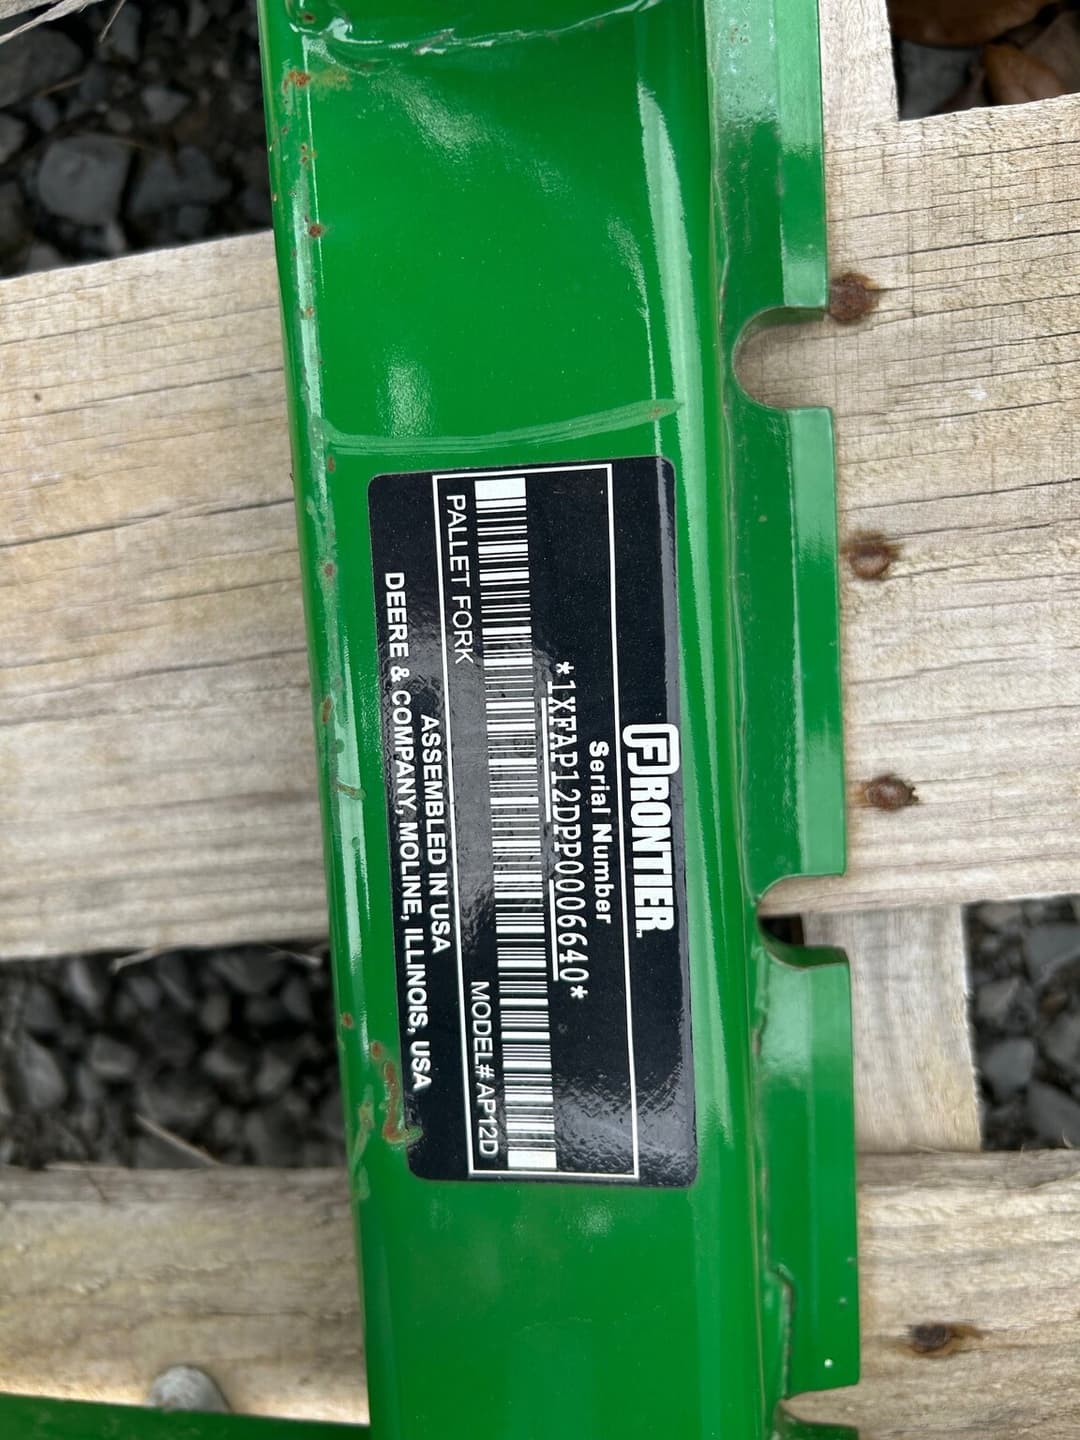 FRONTIER
Serial Number
*1XFAP12DPP0006640*
PALLET FORK MODEL# AP12D
ASSEMBLED IN USA
DEERE & COMPANY, MOLINE, ILLINOIS, USA